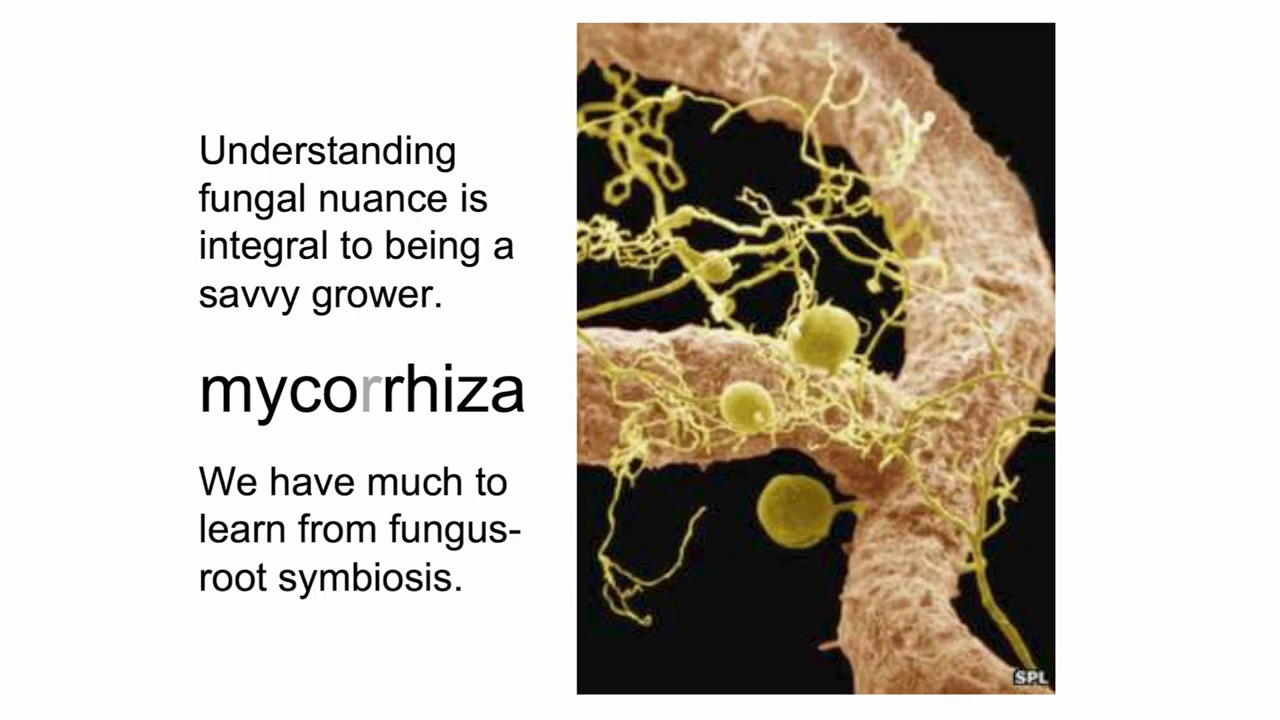 Understanding
fungal nuance is
integral to being a
savvy grower.
mycorrhiza
We have much to
learn from fungus-
root symbiosis.
SPL